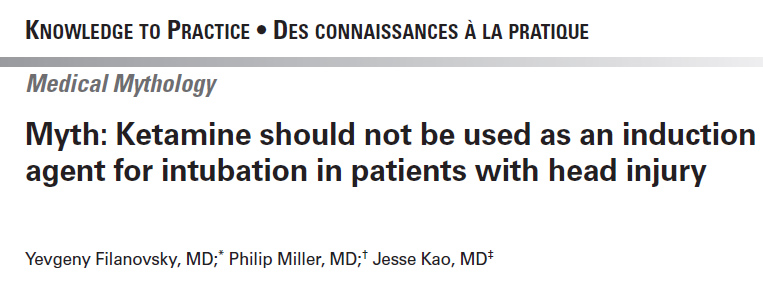 KNOWLEDGE TO PRACTICE • DES CONNAISSANCES À LA PRATIQUE
Medical Mythology
Myth: Ketamine should not be used as an induction
agent for intubation in patients with head injury
Yevgeny Filanovsky, MD;* Philip Miller, MD;† Jesse Kao, MD‡